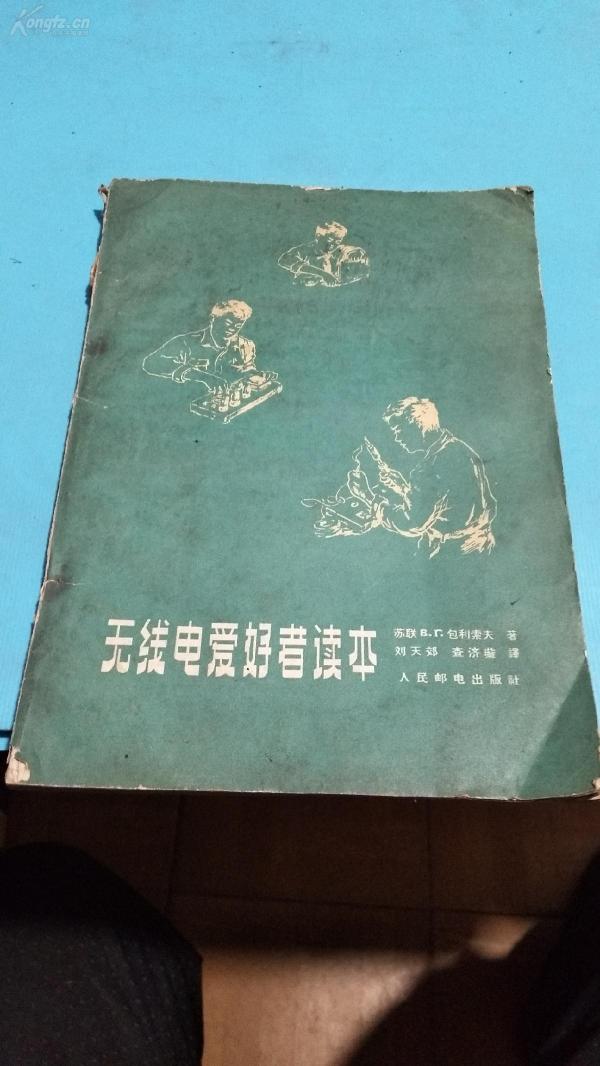 Kongfz.cn
无线电爱好者读本
苏联 В.Г. 包利索夫 著
刘天郊 查济璇 譯
人民邮电出版社